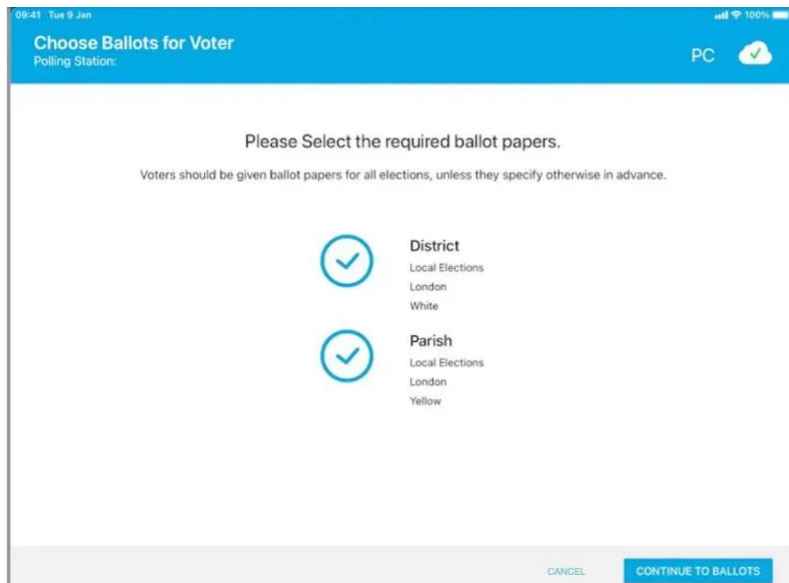 09:41 Tue 9 Jan
100%
Choose Ballots for Voter
Polling Station:
PC
Please Select the required ballot papers.
Voters should be given ballot papers for all elections, unless they specify otherwise in advance.
District
Local Elections
London
White
Parish
Local Elections
London
Yellow
CANCEL
CONTINUE TO BALLOTS